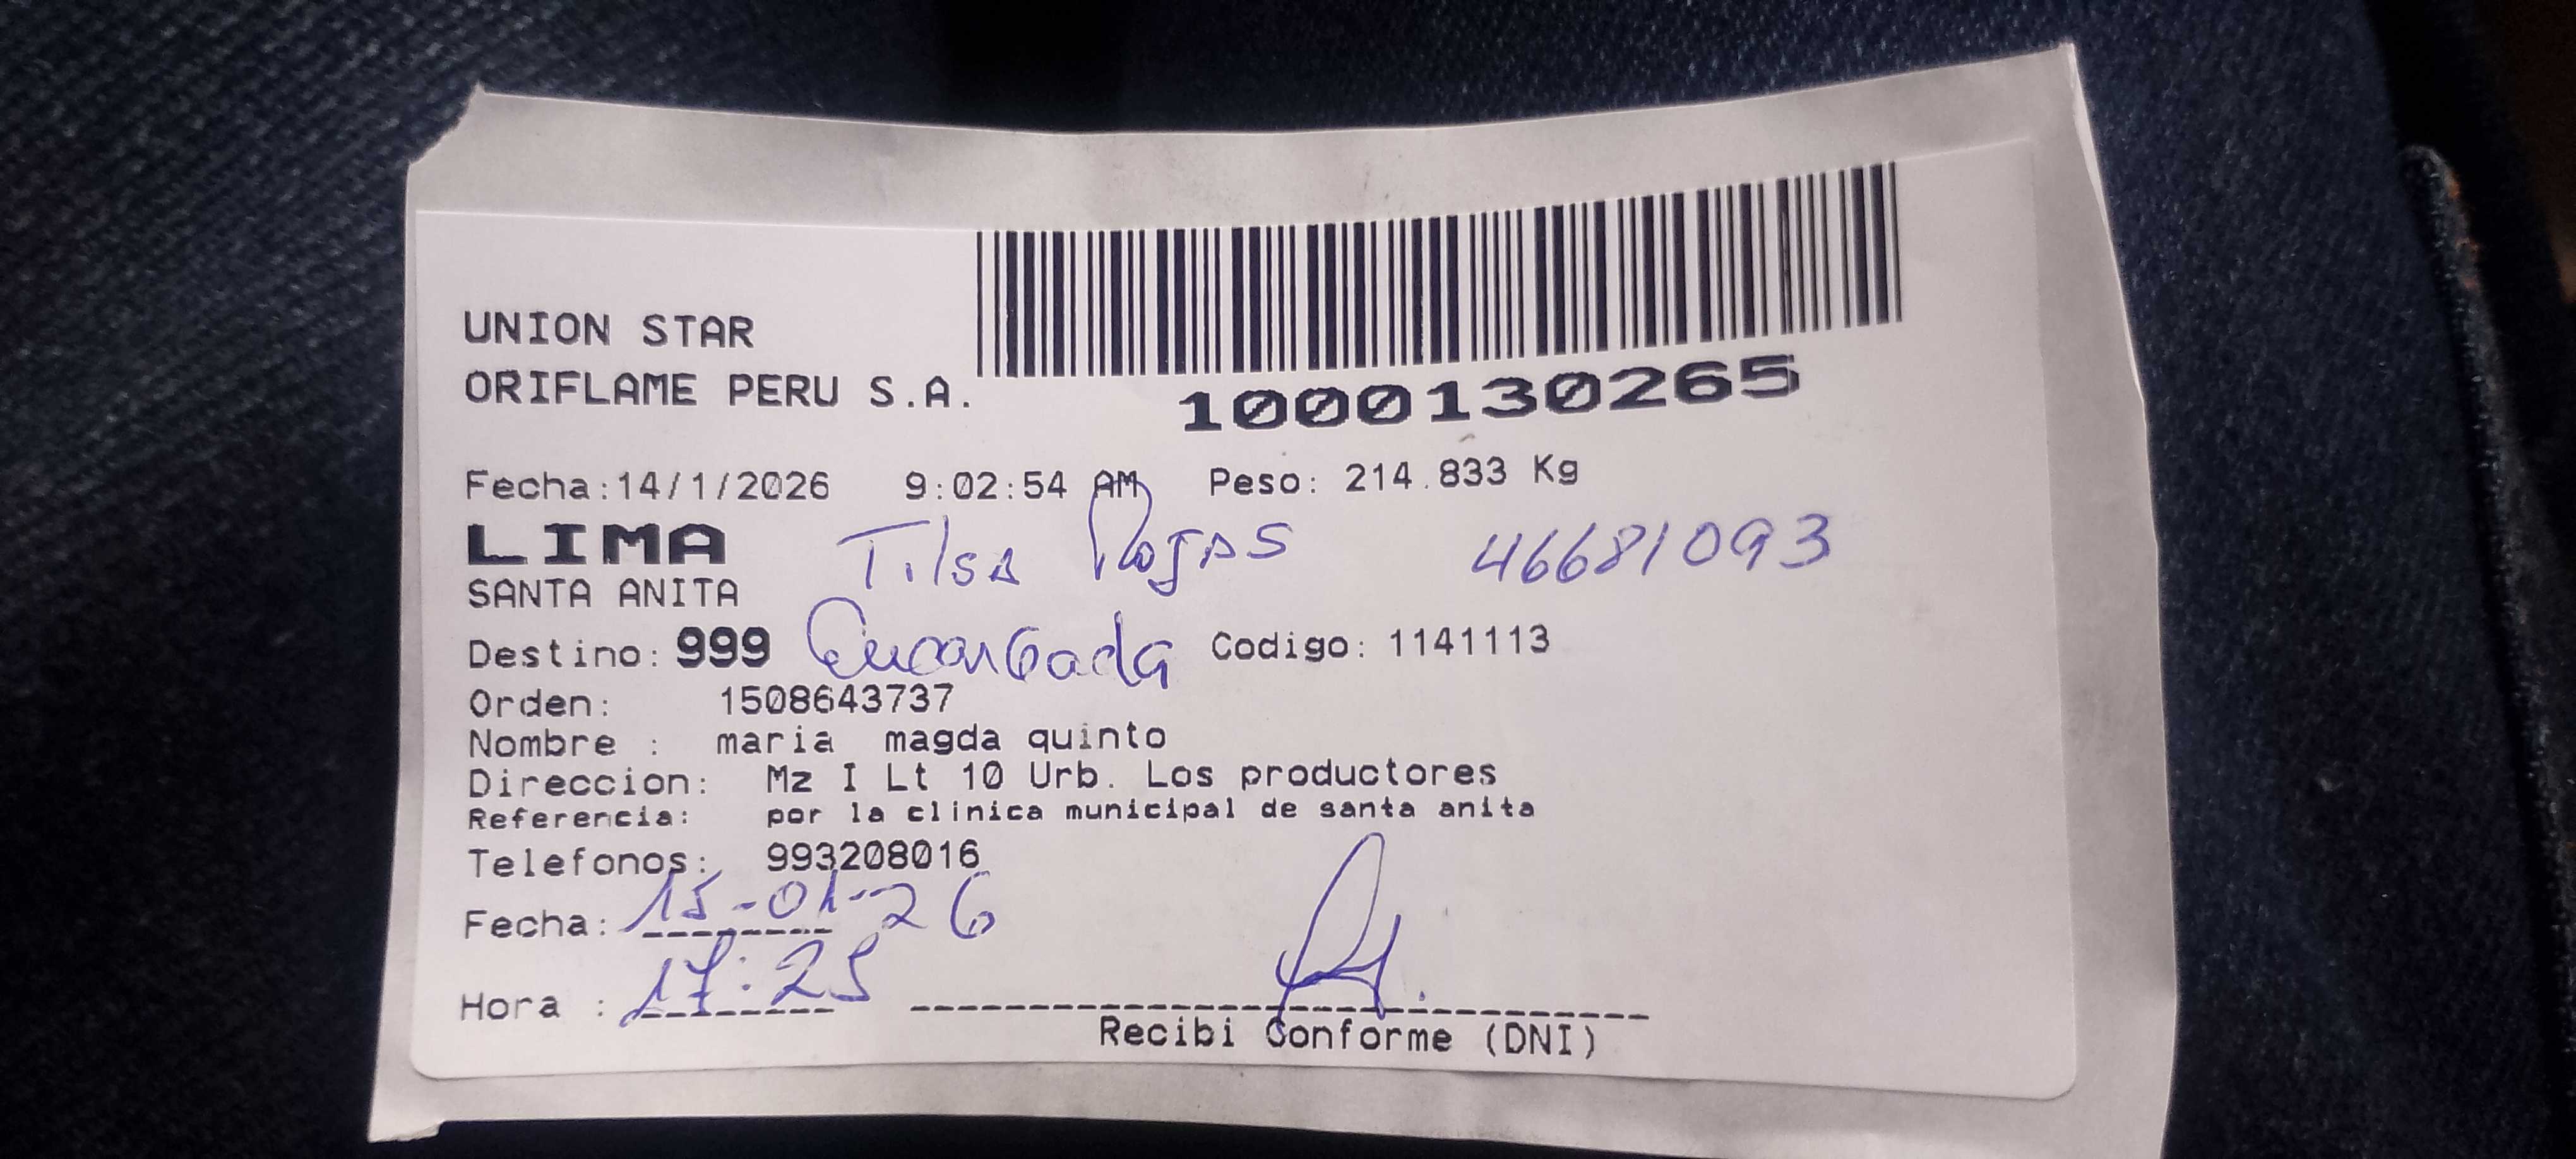 UNION STAR
ORIFLAME PERU S.A.
1000130265
Fecha:14/1/2026 9:02:54 AM Peso: 214.833 Kg
LIMA Tilsa Rojas 46681093
SANTA ANITA
Destino: 999 Encargada Codigo: 1141113
Orden: 1508643737
Nombre : maria magda quinto
Direccion: Mz I Lt 10 Urb. Los productores
Referencia: por la clinica municipal de santa anita
Telefonos: 993208016
Fecha: 15-01-26
Hora : 17:25
Recibi Conforme (DNI)